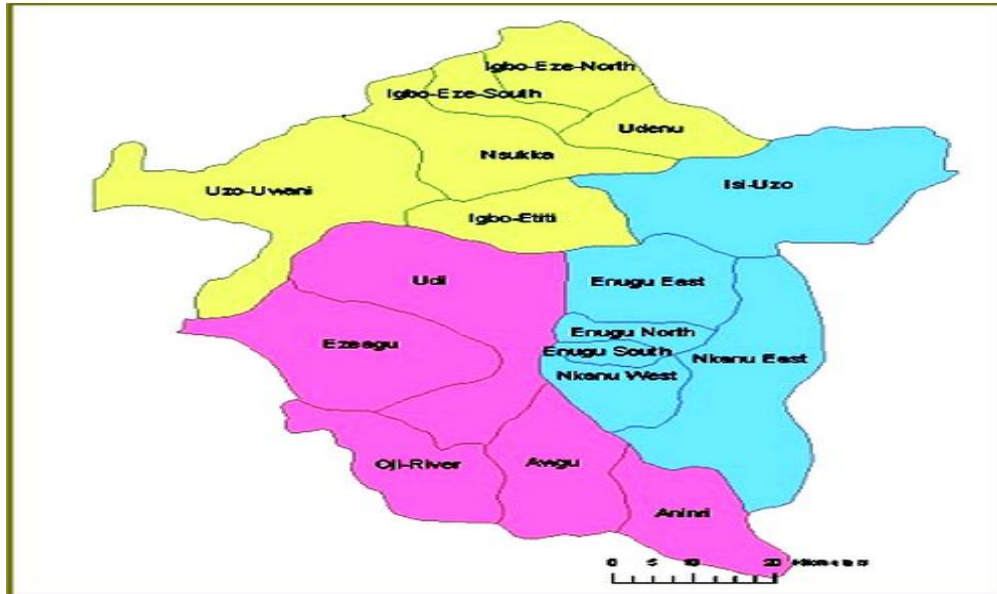 Igbo-Eze-North
Igbo-Eze-South
Udenu
Nsukka
Isi-Uzo
Uzo-Uwani
Igbo-Etiti
Udi
Enugu East
Enugu North
Ezeagu
Enugu South
Nkanu East
Nkanu West
Oji-River
Awgu
Aninri
0 5 10 20 Kilometers